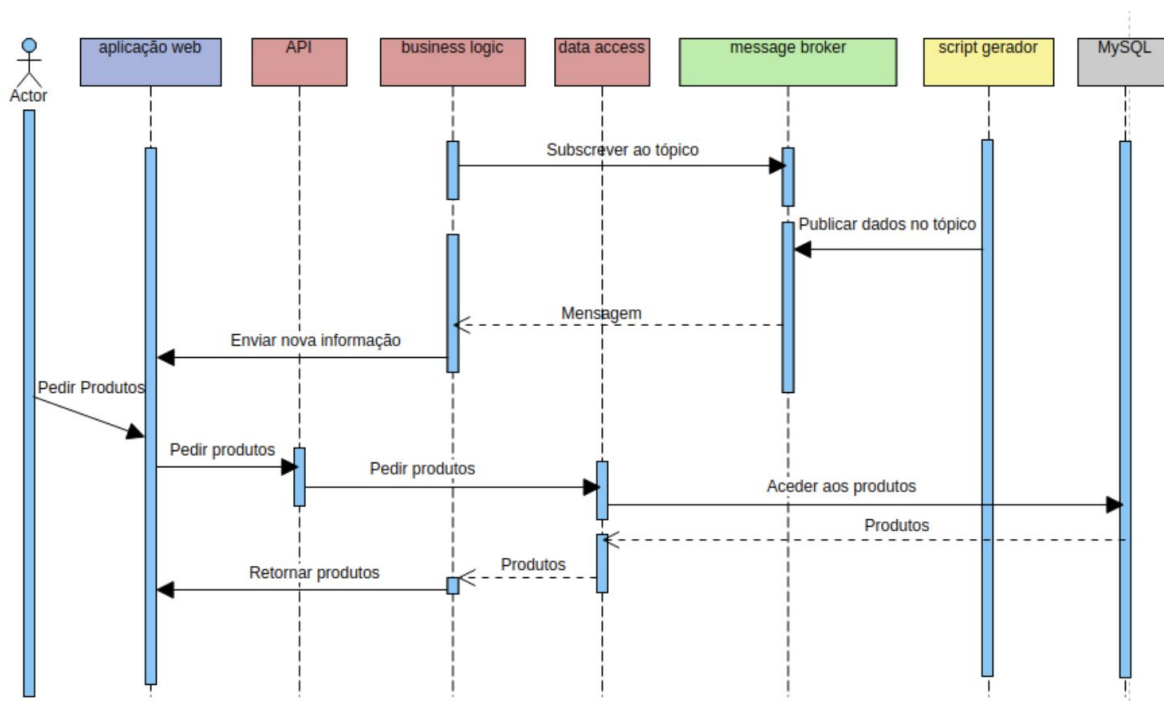 aplicação web
API
business logic
data access
message broker
script gerador
MySQL
Actor
Subscrever ao tópico
Publicar dados no tópico
Mensagem
Enviar nova informação
Pedir Produtos
Pedir produtos
Pedir produtos
Aceder aos produtos
Produtos
Produtos
Retornar produtos